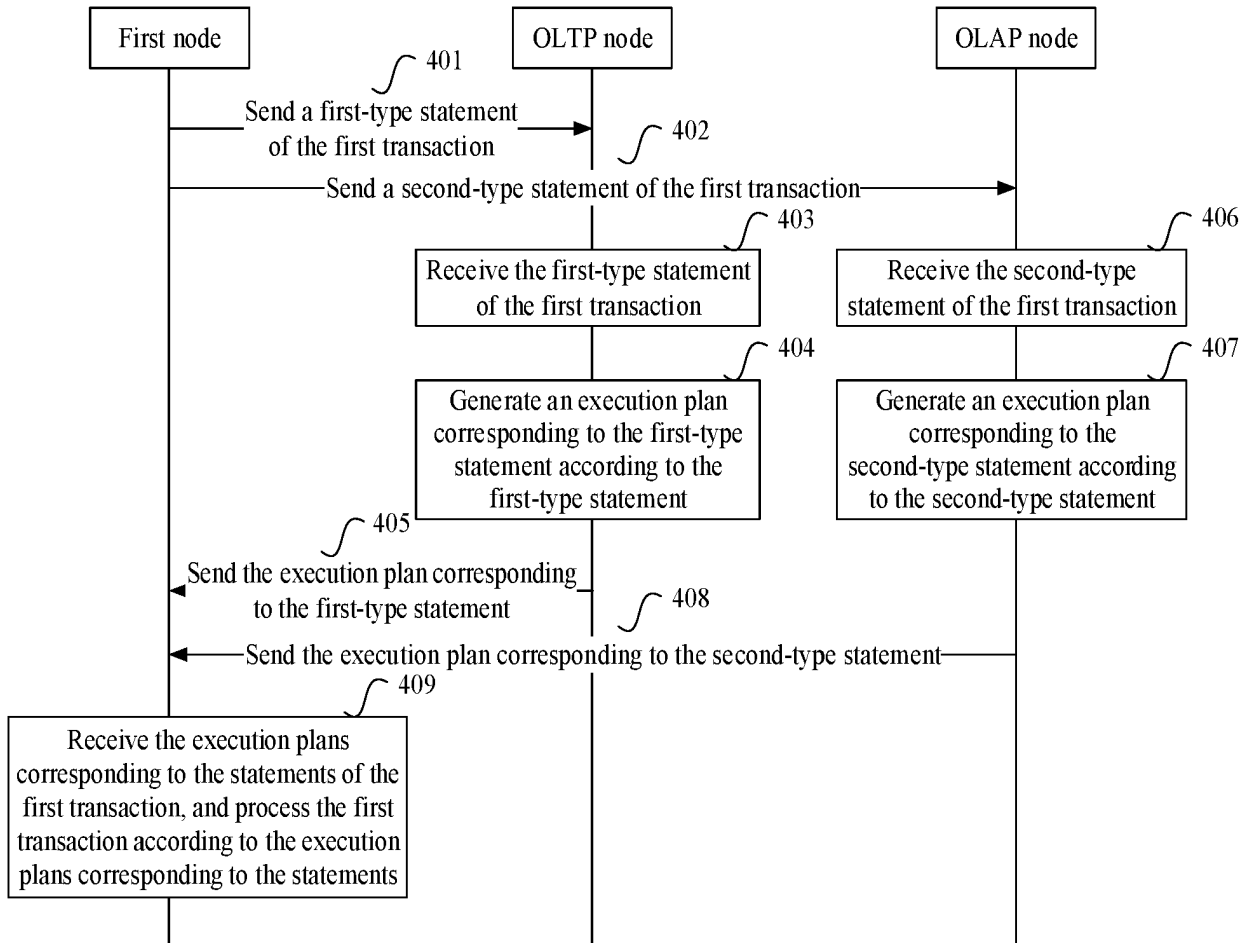 First node
OLTP node
OLAP node
401
Send a first-type statement
of the first transaction
402
Send a second-type statement of the first transaction
403
Receive the first-type statement
of the first transaction
406
Receive the second-type
statement of the first transaction
404
Generate an execution plan
corresponding to the first-type
statement according to the
first-type statement
407
Generate an execution plan
corresponding to the
second-type statement according
to the second-type statement
405
Send the execution plan corresponding
to the first-type statement
408
Send the execution plan corresponding to the second-type statement
409
Receive the execution plans
corresponding to the statements of the
first transaction, and process the first
transaction according to the execution
plans corresponding to the statements